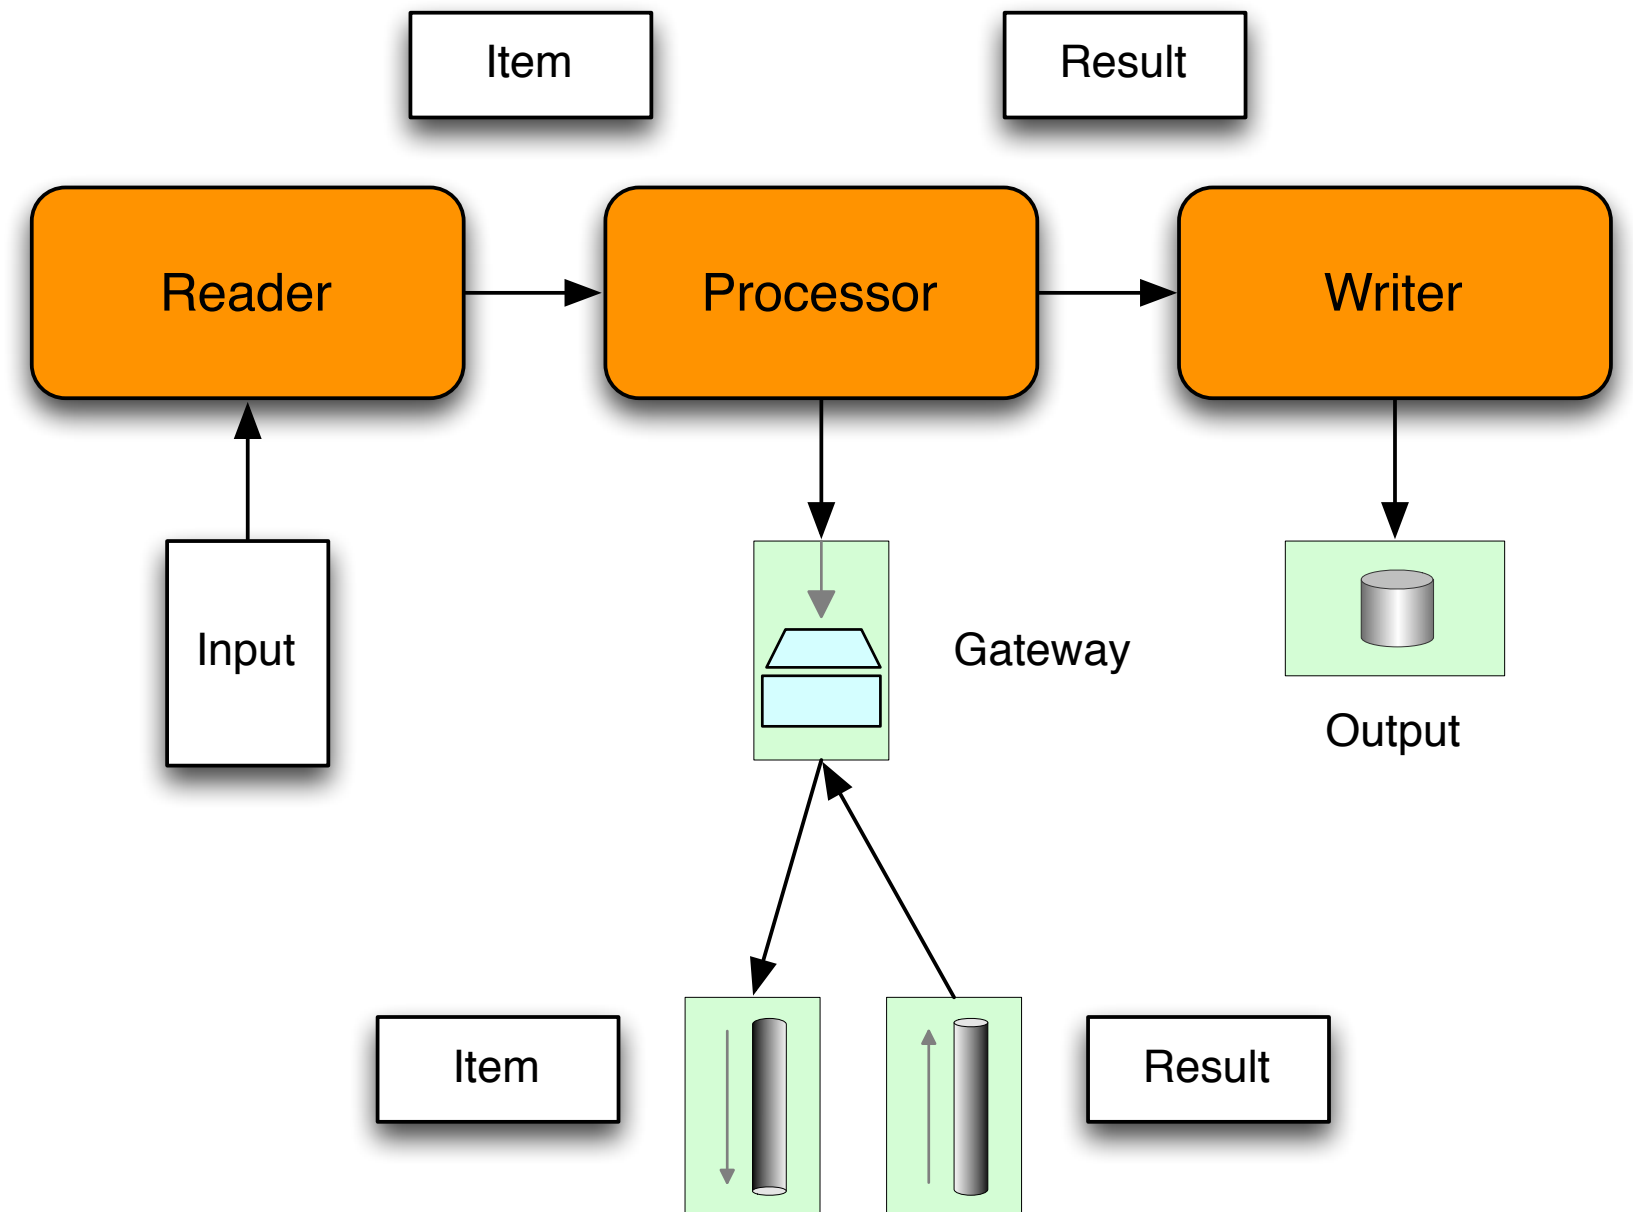 Item
Result
Reader
Processor
Writer
Input
Gateway
Output
Item
Result